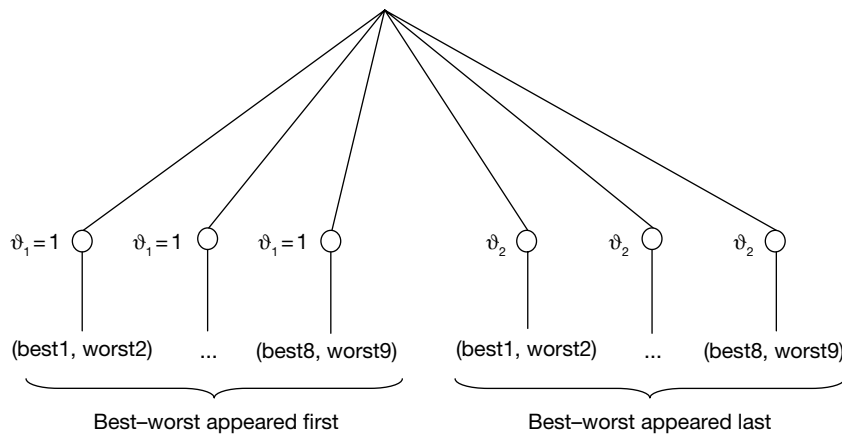 ϑ₁ = 1 ϑ₁ = 1 ϑ₁ = 1 ϑ₂ ϑ₂ ϑ₂
(best1, worst2) ... (best8, worst9) (best1, worst2) ... (best8, worst9)
Best–worst appeared first Best–worst appeared last